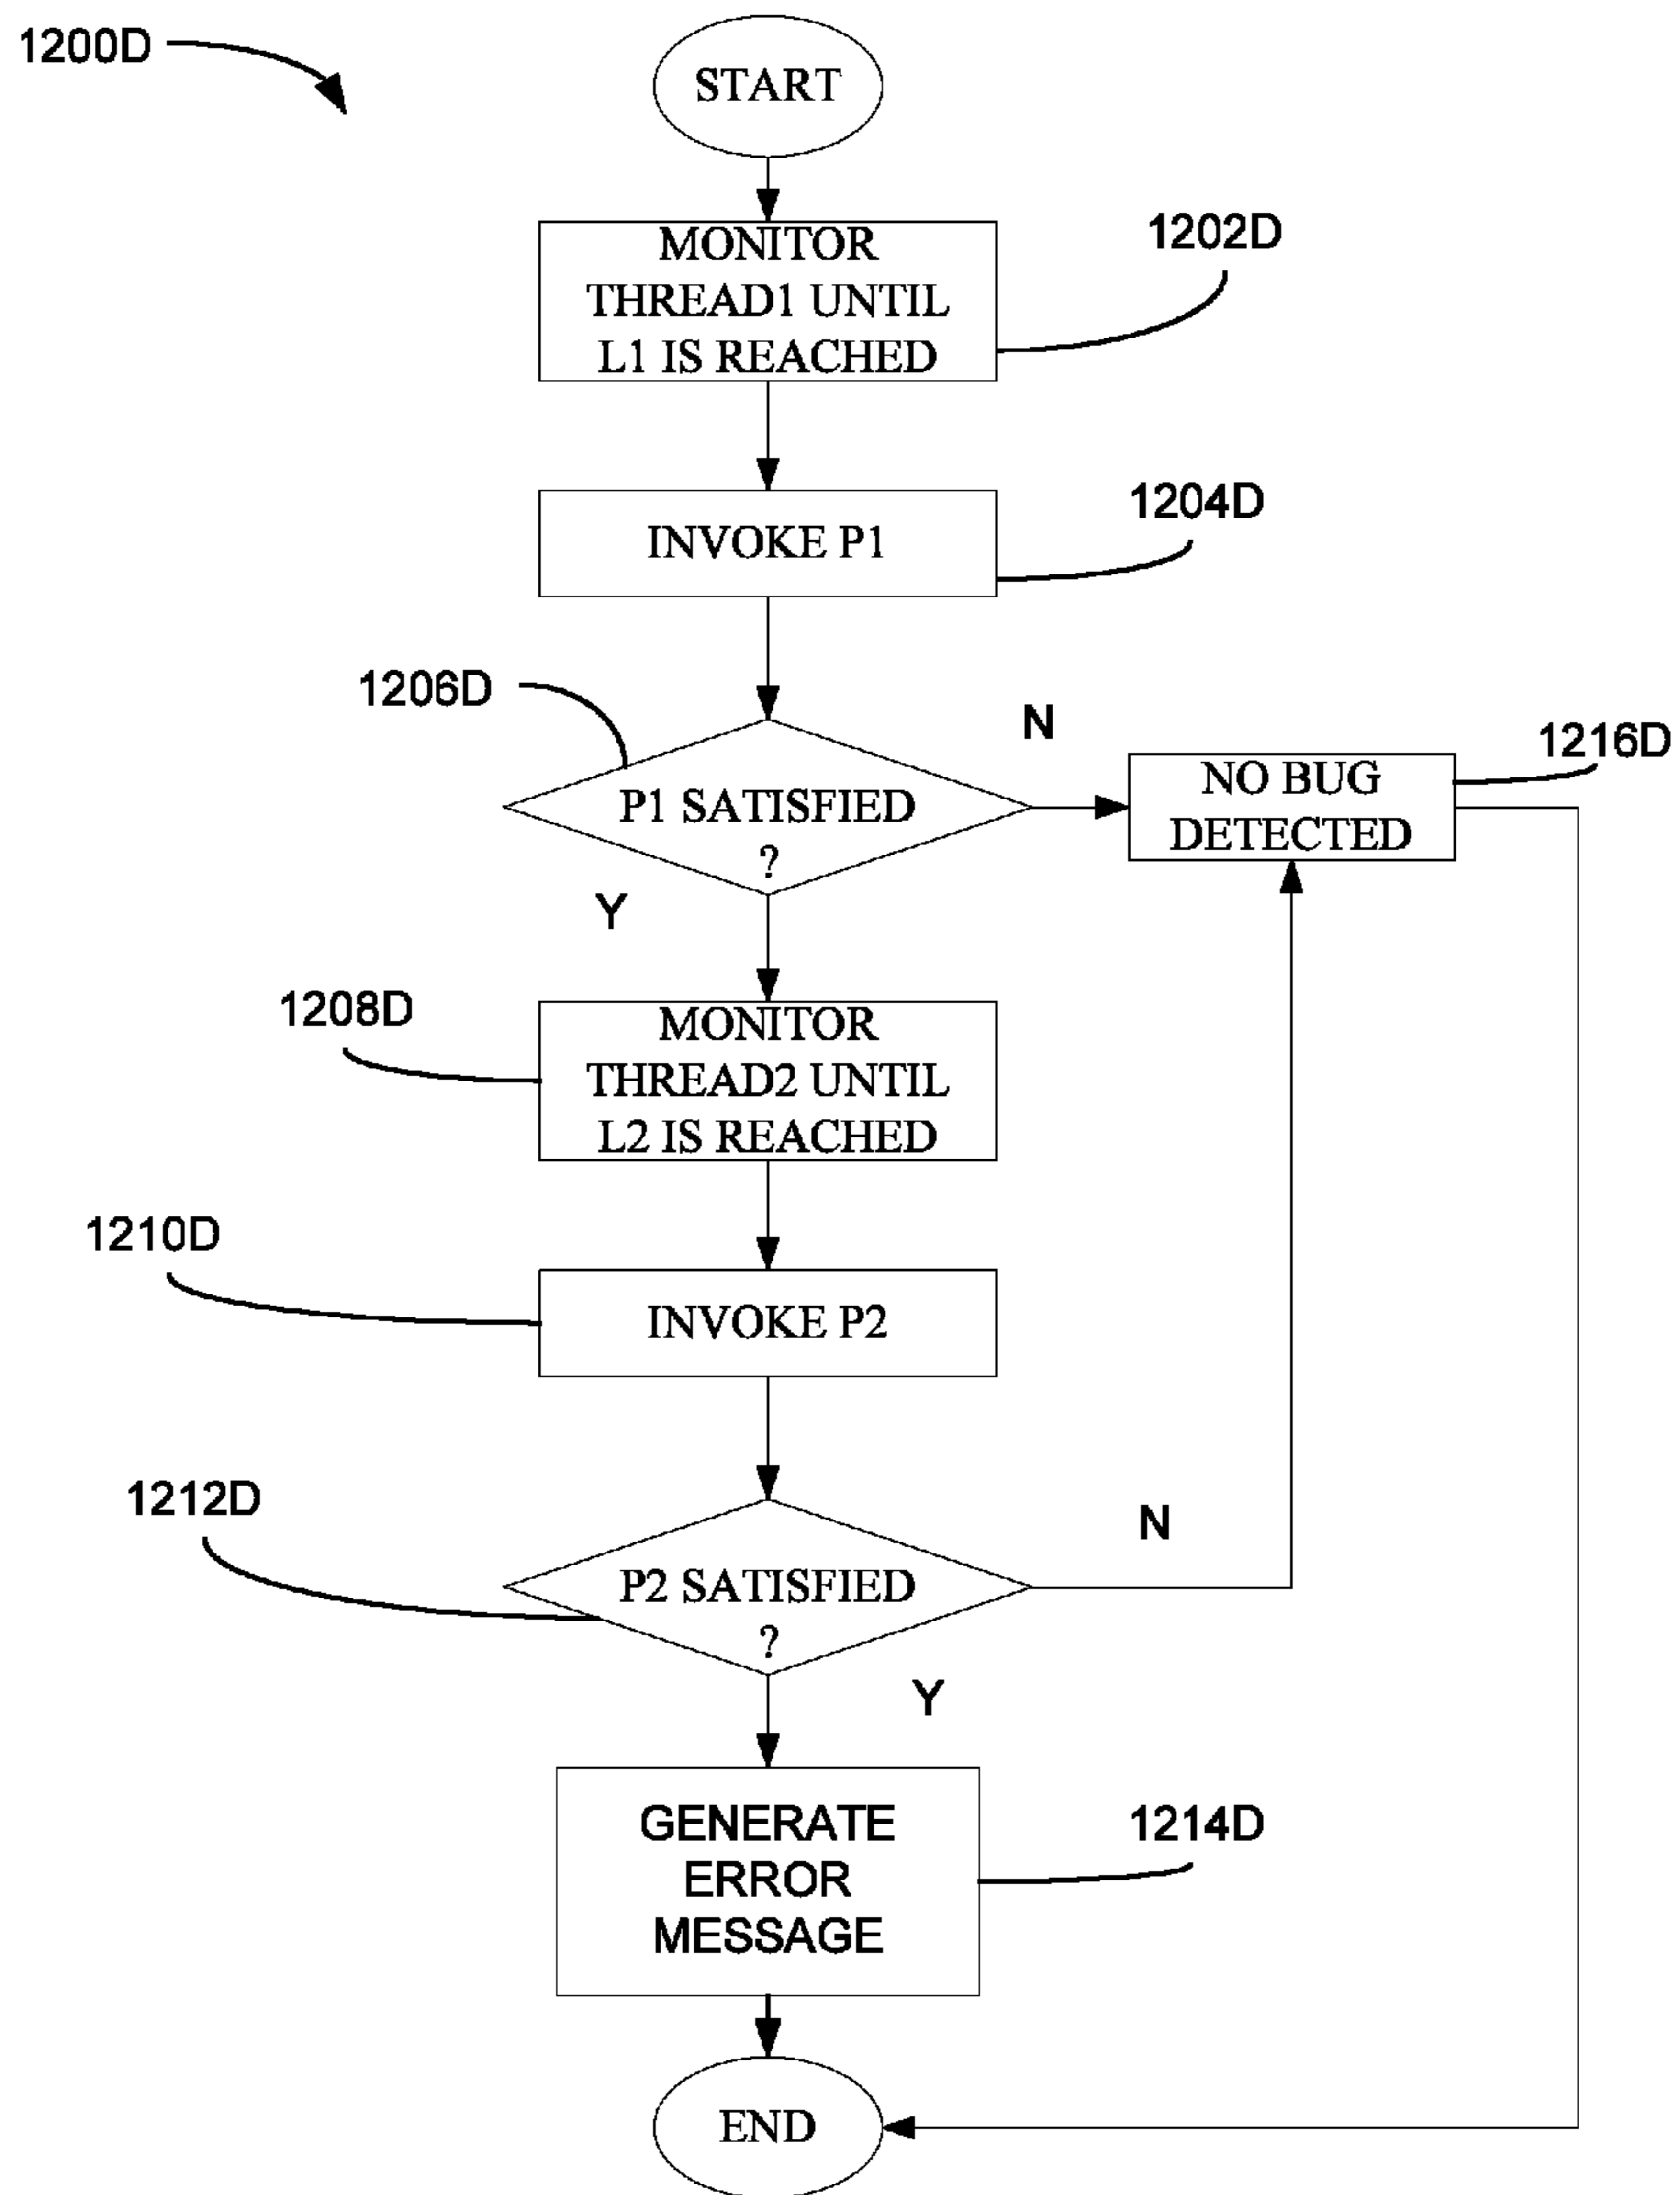 1200D
START
MONITOR
THREAD1 UNTIL
L1 IS REACHED
1202D
INVOKE P1
1204D
1206D
P1 SATISFIED
?
N
Y
NO BUG
DETECTED
1216D
1208D
MONITOR
THREAD2 UNTIL
L2 IS REACHED
1210D
INVOKE P2
1212D
P2 SATISFIED
?
N
Y
GENERATE
ERROR
MESSAGE
1214D
END